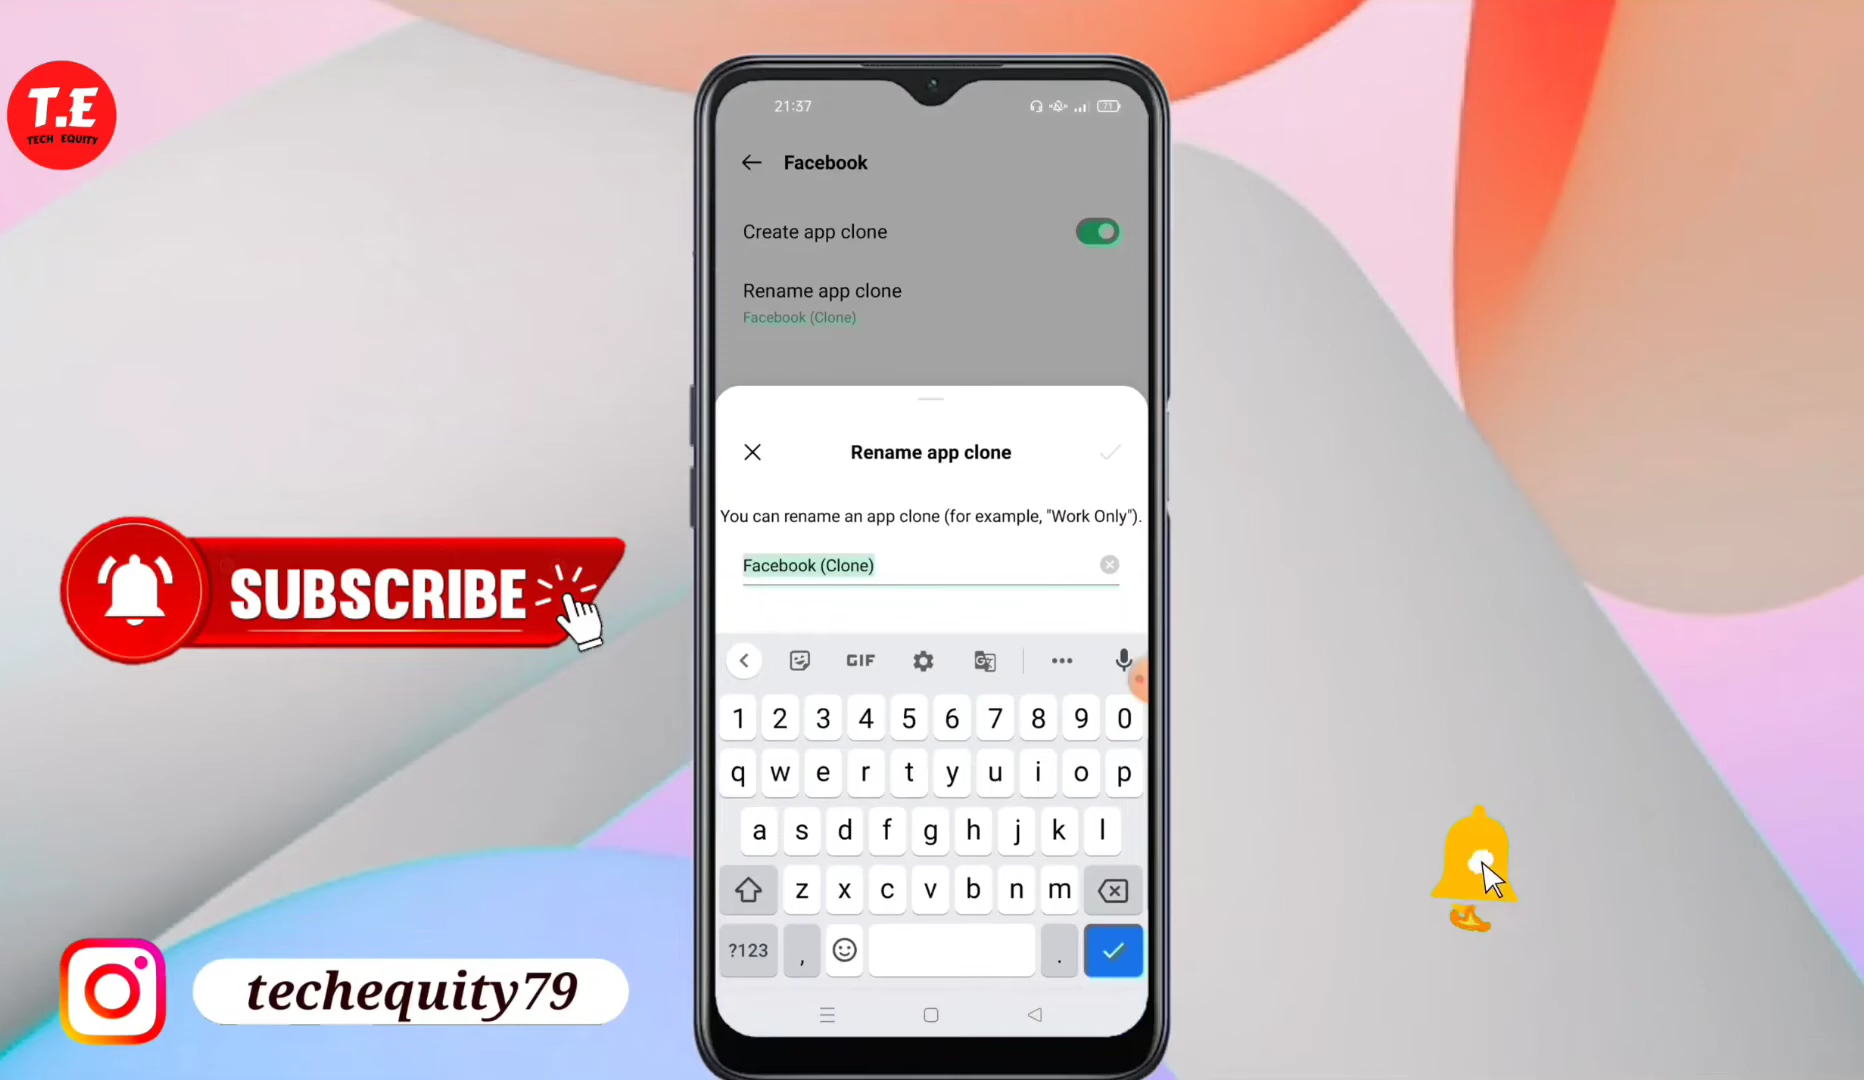 T.E
TECH EQUITY
21:37
71
Facebook
Create app clone
Rename app clone
Facebook (Clone)
Rename app clone
You can rename an app clone (for example, "Work Only").
Facebook (Clone)
GIF
1 2 3 4 5 6 7 8 9 0
q w e r t y u i o p
a s d f g h j k l
z x c v b n m
?123 , .
SUBSCRIBE
techequity79